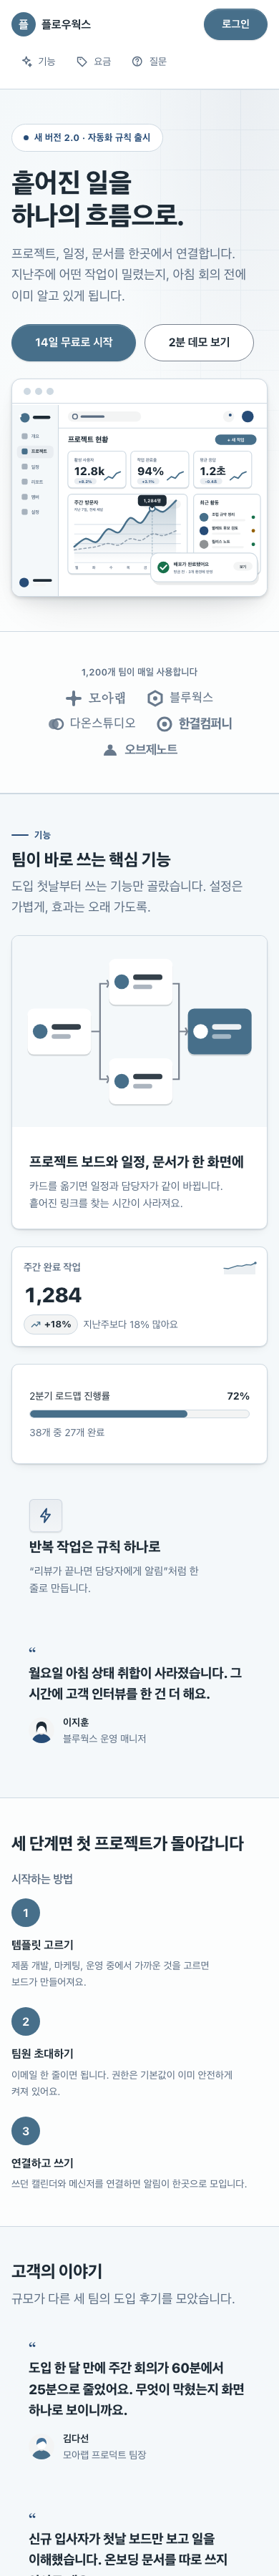 플 플로우웍스
로그인
기능 요금 질문
새 버전 2.0 · 자동화 규칙 출시
흩어진 일을
하나의 흐름으로.
프로젝트, 일정, 문서를 한곳에서 연결합니다.
지난주에 어떤 작업이 밀렸는지, 아침 회의 전에
이미 알고 있게 됩니다.
14일 무료로 시작
2분 데모 보기
개요
프로젝트
일정
리포트
멤버
설정
프로젝트 현황
+ 새 작업
12.8k
94%
1.2초
주간 방문자
1,284명
최근 활동
배포가 완료됐어요
보기
1,200개 팀이 매일 사용합니다
모아랩
블루웍스
다온스튜디오
한결컴퍼니
오브제노트
기능
팀이 바로 쓰는 핵심 기능
도입 첫날부터 쓰는 기능만 골랐습니다. 설정은
가볍게, 효과는 오래 가도록.
프로젝트 보드와 일정, 문서가 한 화면에
카드를 옮기면 일정과 담당자가 같이 바뀝니다.
흩어진 링크를 찾는 시간이 사라져요.
주간 완료 작업
1,284
+18% 지난주보다 18% 많아요
2분기 로드맵 진행률 72%
38개 중 27개 완료
반복 작업은 규칙 하나로
“리뷰가 끝나면 담당자에게 알림”처럼 한
줄로 만듭니다.
“
월요일 아침 상태 취합이 사라졌습니다. 그
시간에 고객 인터뷰를 한 건 더 해요.
이지훈
블루웍스 운영 매니저
세 단계면 첫 프로젝트가 돌아갑니다
시작하는 방법
1
템플릿 고르기
제품 개발, 마케팅, 운영 중에서 가까운 것을 고르면
보드가 만들어져요.
2
팀원 초대하기
이메일 한 줄이면 됩니다. 권한은 기본값이 이미 안전하게
켜져 있어요.
3
연결하고 쓰기
쓰던 캘린더와 메신저를 연결하면 알림이 한곳으로 모입니다.
고객의 이야기
규모가 다른 세 팀의 도입 후기를 모았습니다.
“
도입 한 달 만에 주간 회의가 60분에서
25분으로 줄었어요. 무엇이 막혔는지 화면
하나로 보이니까요.
김다선
모아랩 프로덕트 팀장
“
신규 입사자가 첫날 보드만 보고 일을
이해했습니다. 온보딩 문서를 따로 쓰지